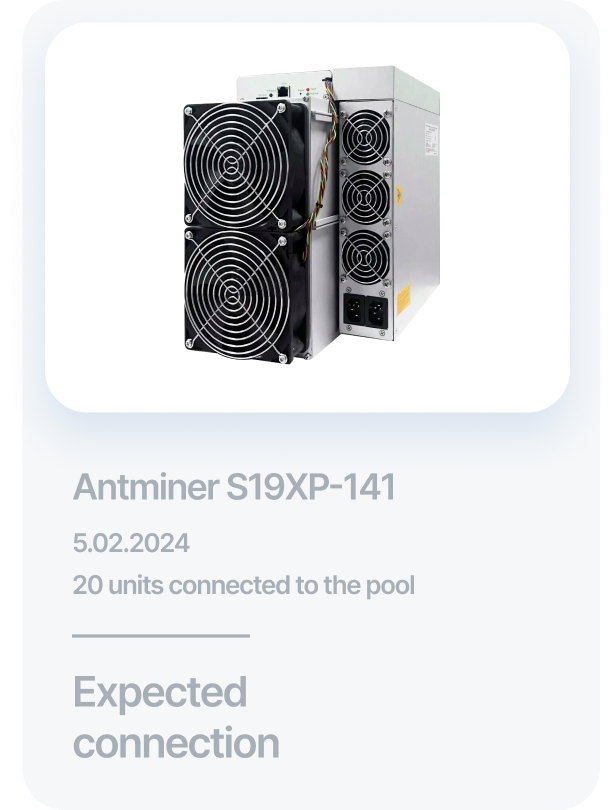 Antminer S19XP-141
5.02.2024
20 units connected to the pool
Expected
connection